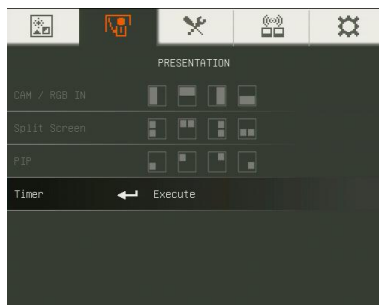 PRESENTATION
CAM / RGB IN
Split Screen
PIP
Timer Execute